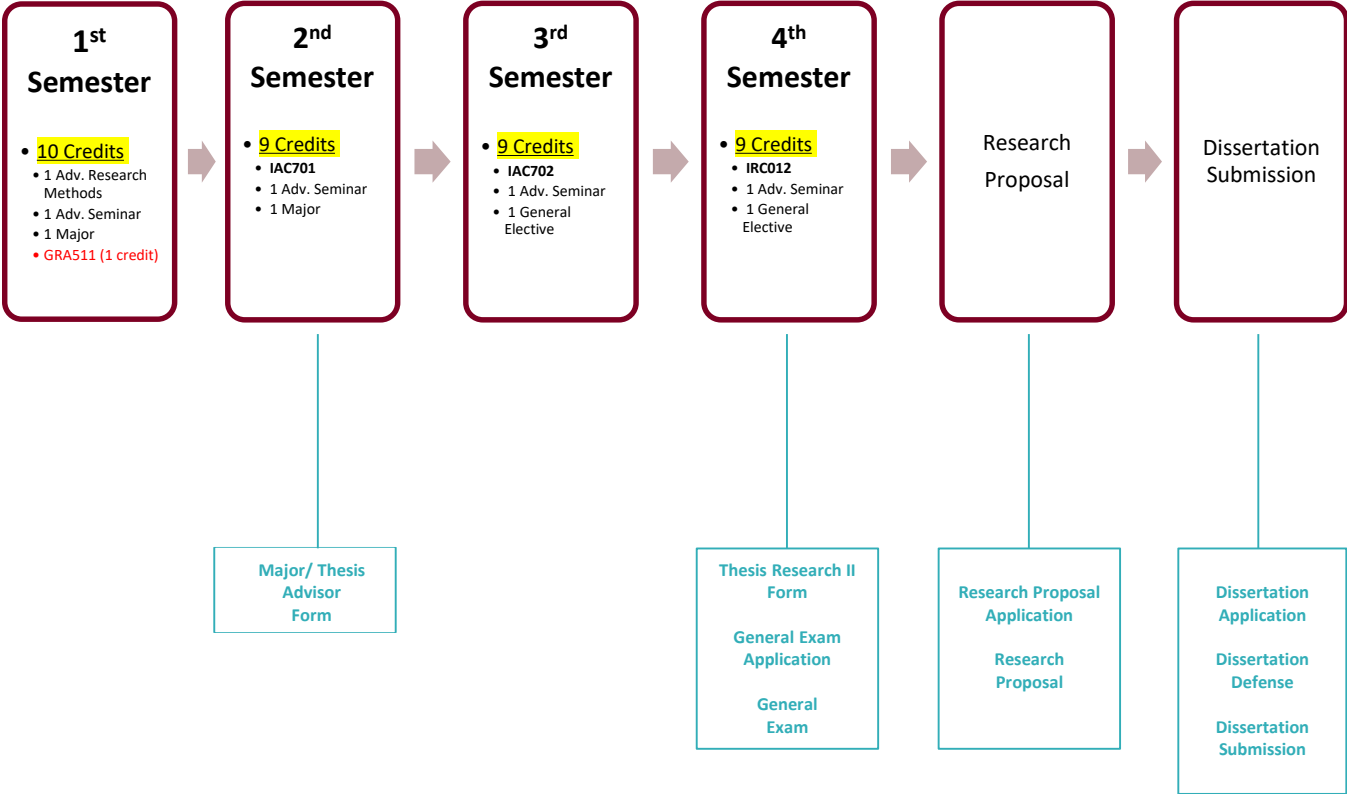 1st
Semester
• 10 Credits
• 1 Adv. Research
Methods
• 1 Adv. Seminar
• 1 Major
• GRA511 (1 credit)
2nd
Semester
• 9 Credits
• IAC701
• 1 Adv. Seminar
• 1 Major
3rd
Semester
• 9 Credits
• IAC702
• 1 Adv. Seminar
• 1 General
Elective
4th
Semester
• 9 Credits
• IRC012
• 1 Adv. Seminar
• 1 General
Elective
Research
Proposal
Dissertation
Submission
Major/ Thesis
Advisor
Form
Thesis Research II
Form
General Exam
Application
General
Exam
Research Proposal
Application
Research
Proposal
Dissertation
Application
Dissertation
Defense
Dissertation
Submission